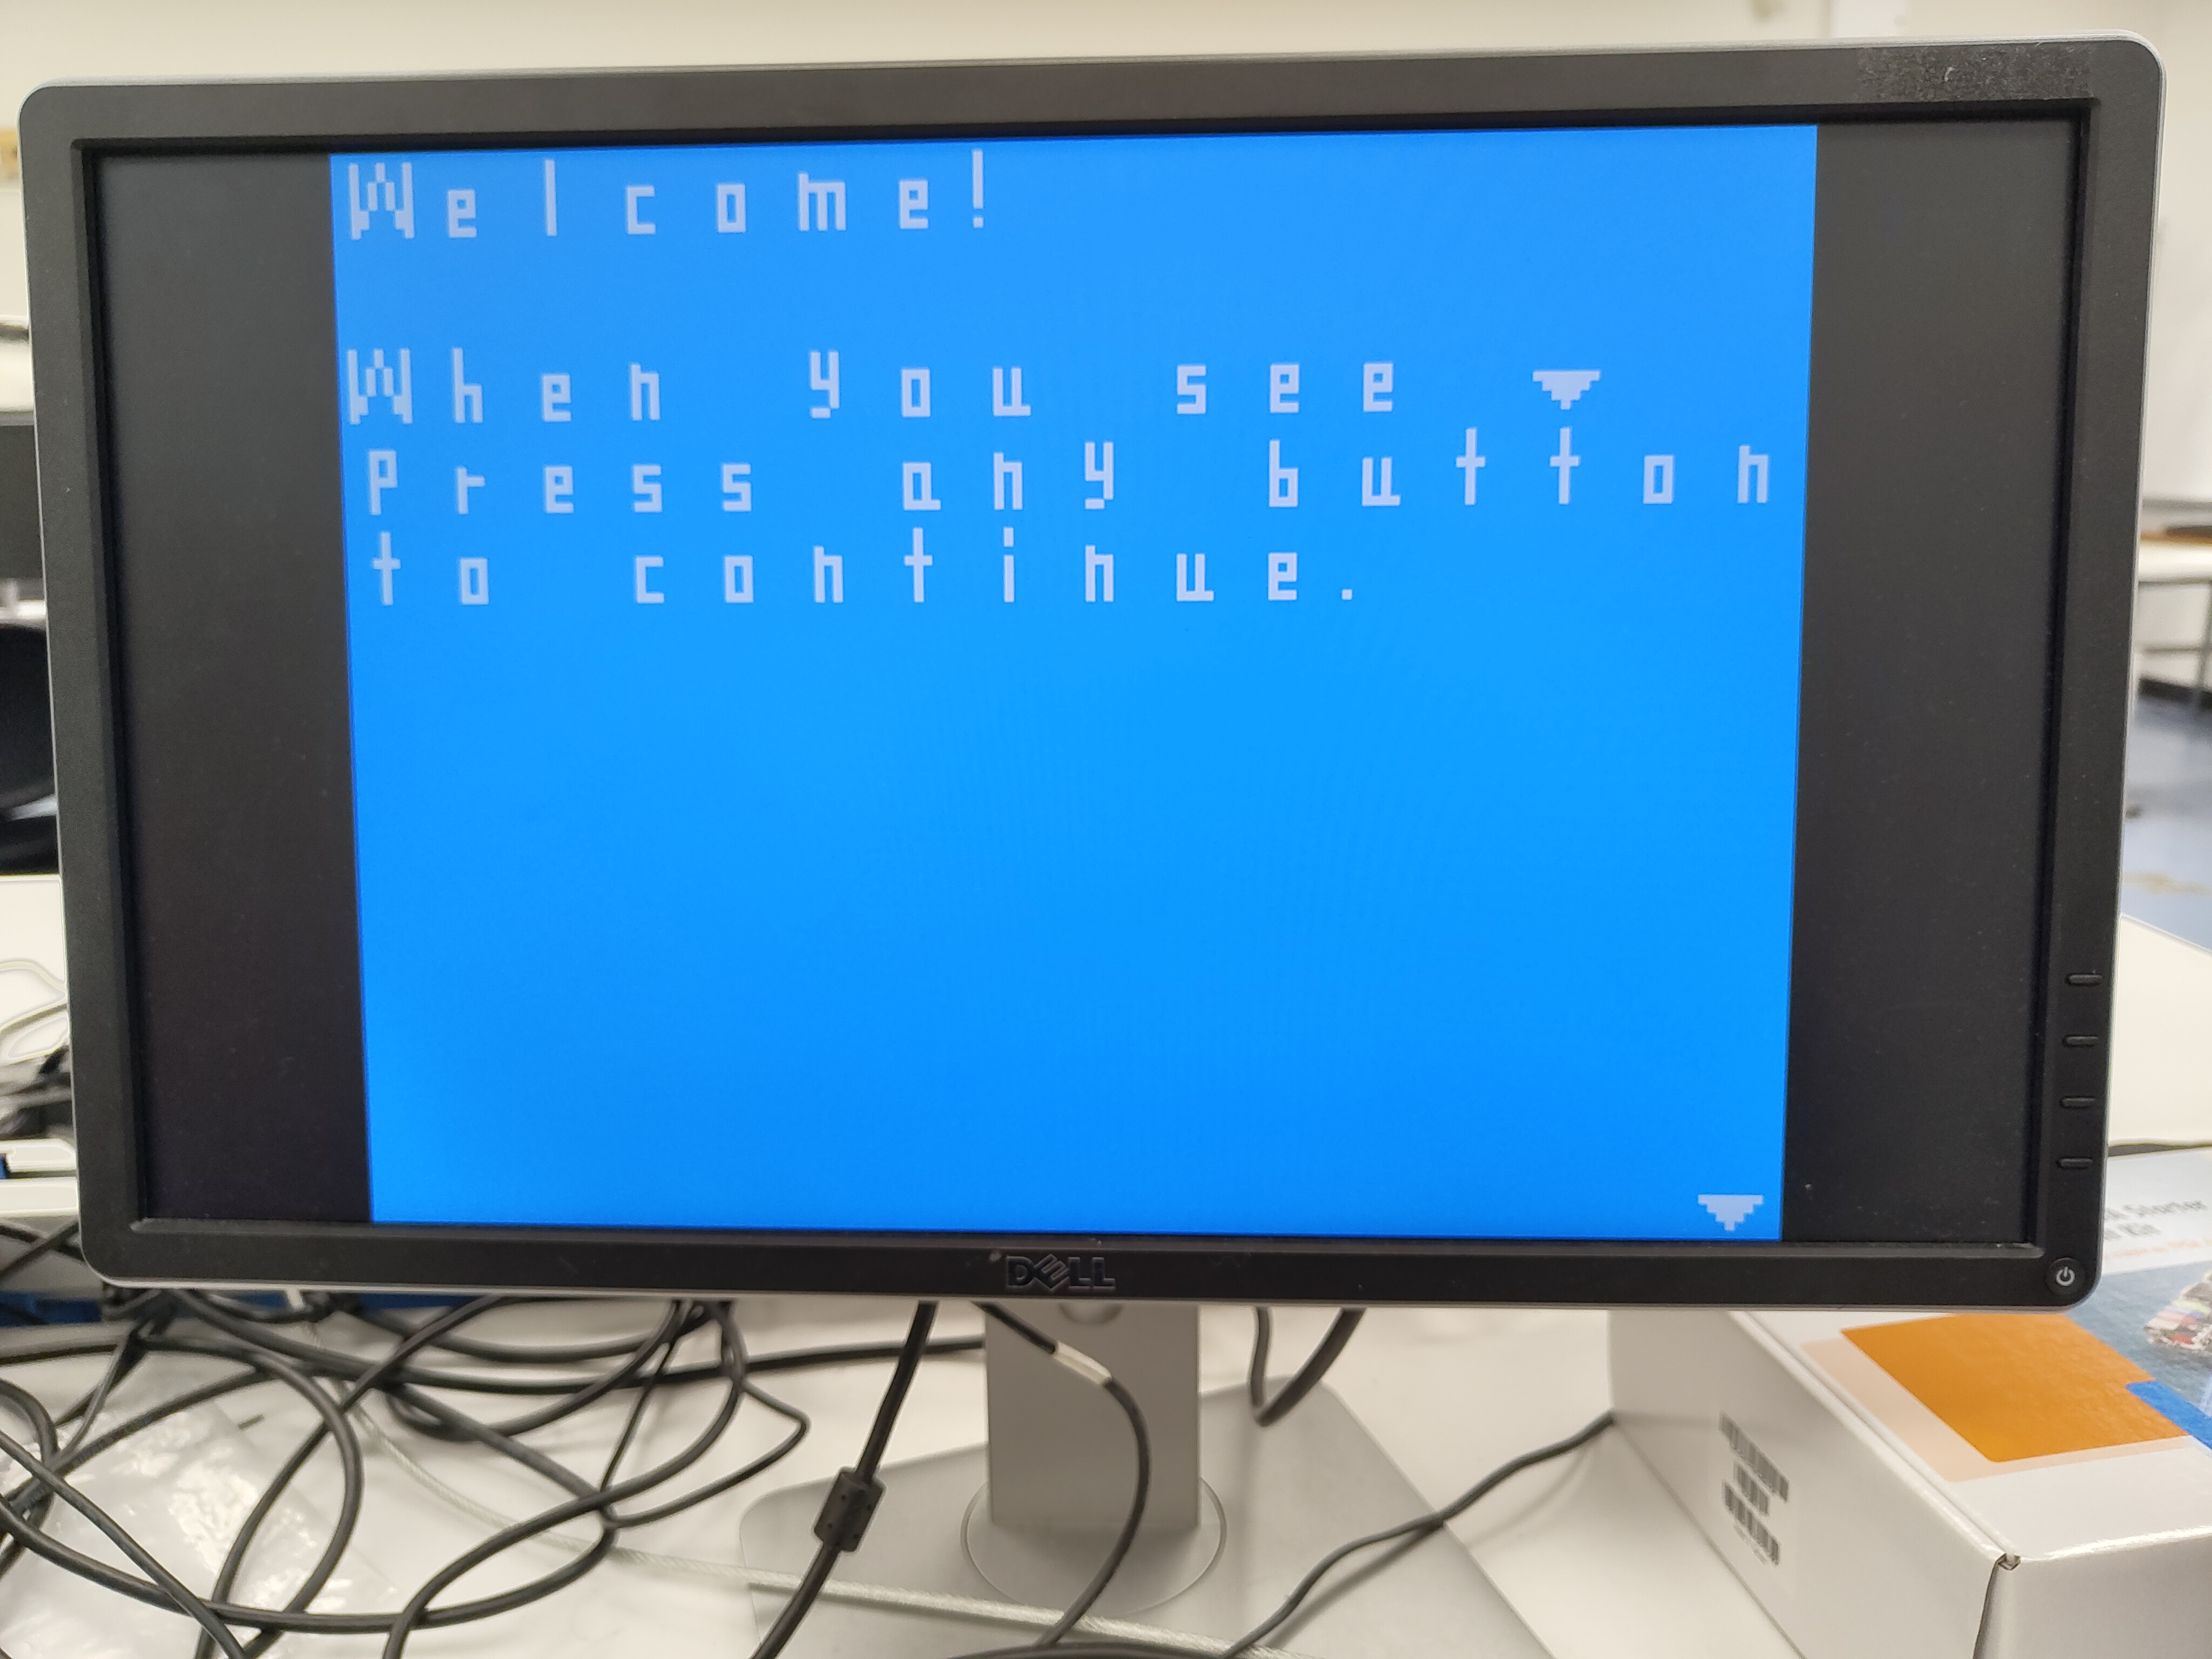 Welcome!
When you see ▼
Press any button
to continue.
▼
DELL